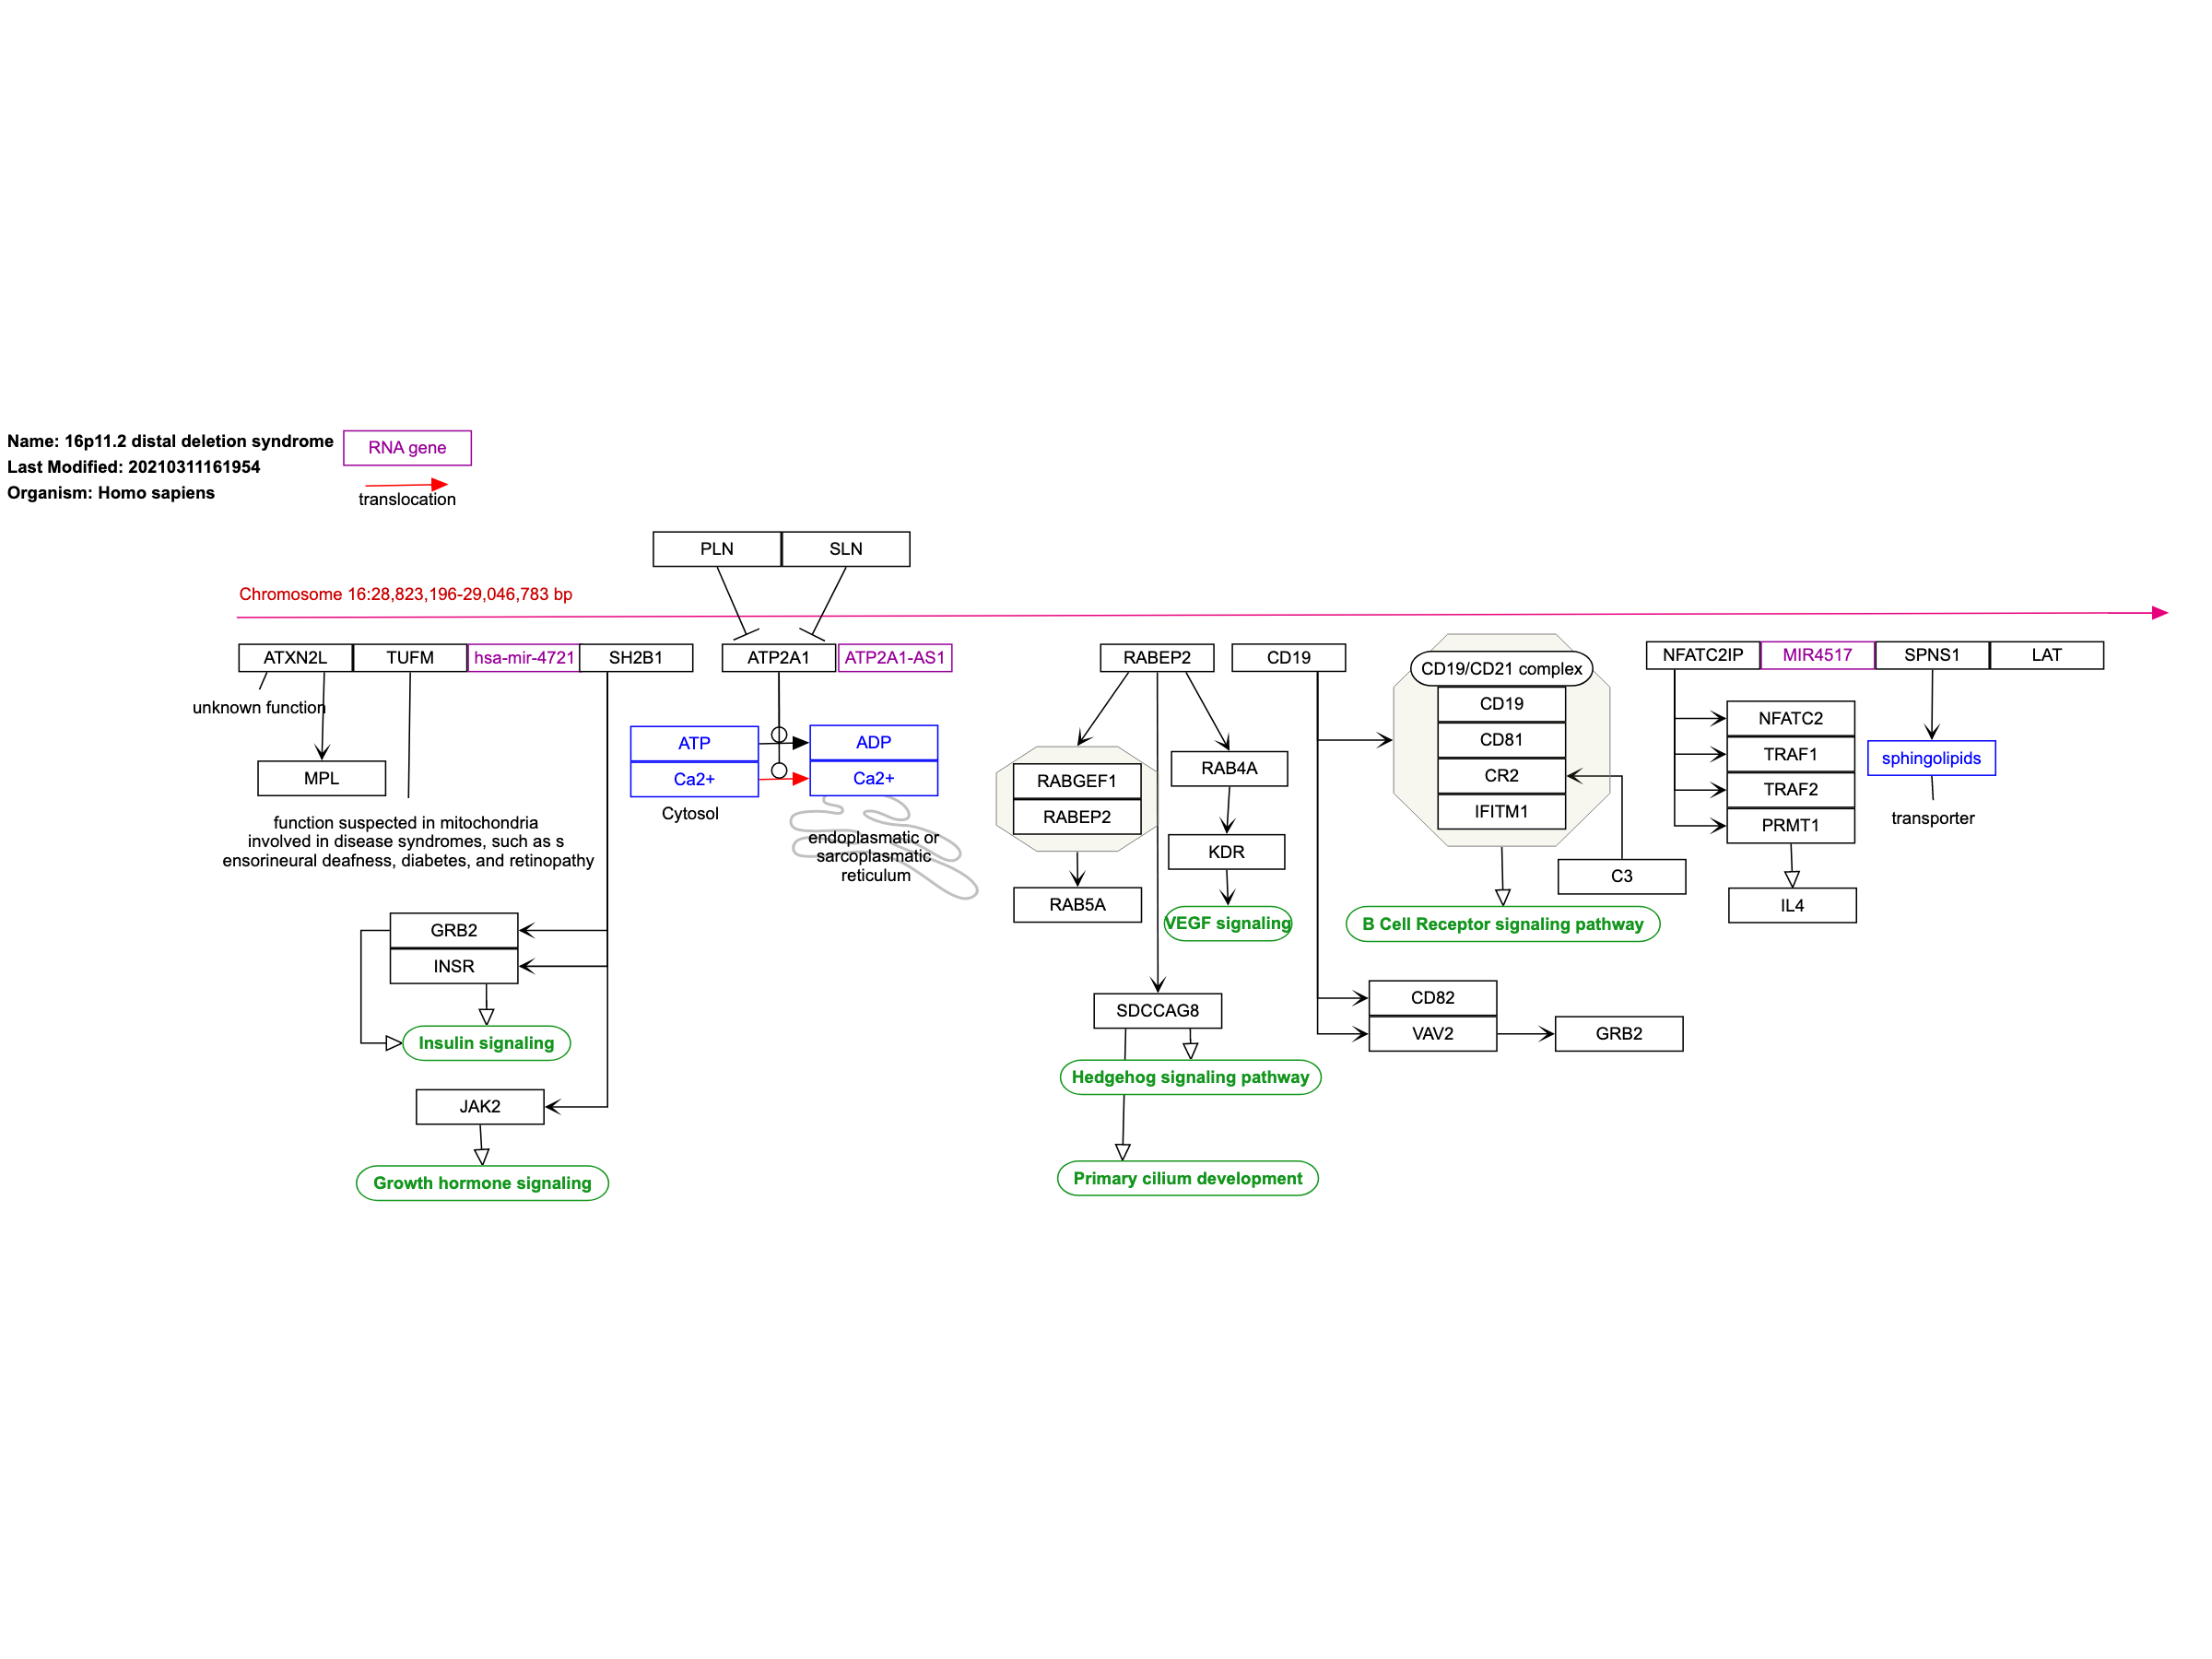 Name: 16p11.2 distal deletion syndrome
Last Modified: 20210311161954
Organism: Homo sapiens
RNA gene
translocation
PLN
SLN
Chromosome 16:28,823,196-29,046,783 bp
ATXN2L
TUFM
hsa-mir-4721
SH2B1
ATP2A1
ATP2A1-AS1
RABEP2
CD19
NFATC2IP
MIR4517
SPNS1
LAT
unknown function
MPL
function suspected in mitochondria
involved in disease syndromes, such as s
ensorineural deafness, diabetes, and retinopathy
GRB2
INSR
Insulin signaling
JAK2
Growth hormone signaling
ATP
ADP
Ca2+
Ca2+
Cytosol
endoplasmatic or
sarcoplasmatic
reticulum
RABGEF1
RABEP2
RAB5A
RAB4A
KDR
VEGF signaling
SDCCAG8
Hedgehog signaling pathway
Primary cilium development
CD19/CD21 complex
CD19
CD81
CR2
IFITM1
C3
B Cell Receptor signaling pathway
CD82
VAV2
GRB2
NFATC2
TRAF1
TRAF2
PRMT1
IL4
sphingolipids
transporter